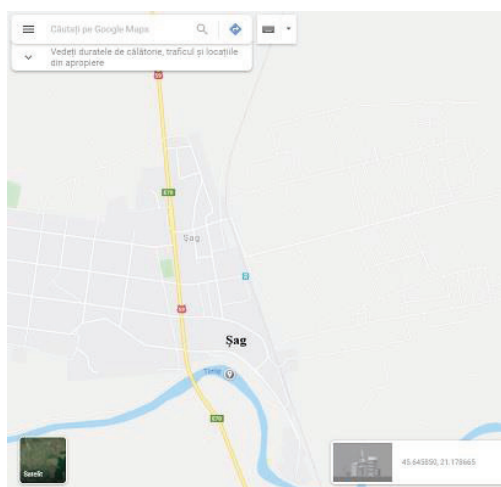 Căutați pe Google Maps
Vedeți duratele de călătorie, traficul și locațiile
din apropiere
59
E70
Șag
59
Șag
Timiș
E70
Satelit
45.645850, 21.178665